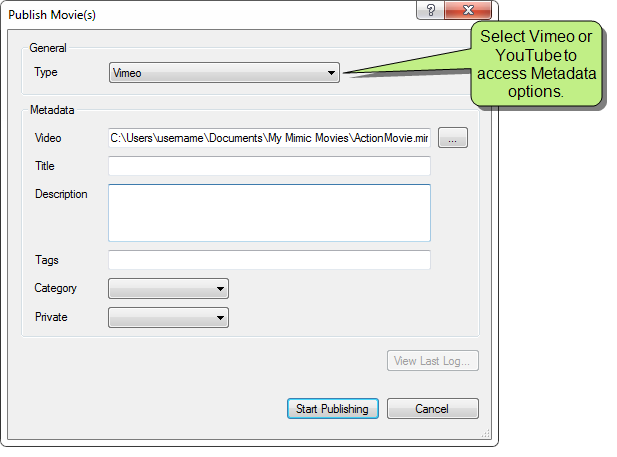 Publish Movie(s)
?
Select Vimeo or
YouTube to
access Metadata
options.
General
Type
Vimeo
Metadata
Video
C:\Users\username\Documents\My Mimic Movies\ActionMovie.mi
...
Title
Description
Tags
Category
Private
View Last Log...
Start Publishing
Cancel